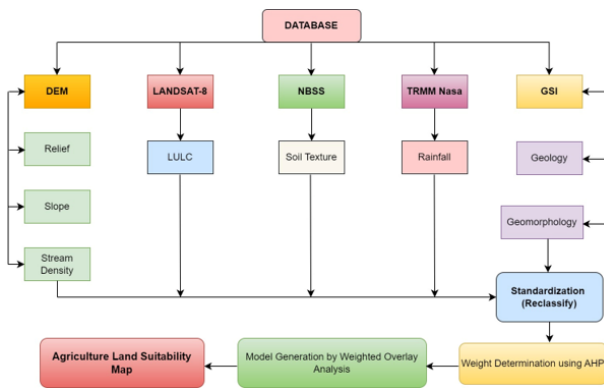 DATABASE
DEM
LANDSAT-8
NBSS
TRMM Nasa
GSI
Relief
LULC
Soil Texture
Rainfall
Geology
Slope
Geomorphology
Stream
Density
Standardization
(Reclassify)
Agriculture Land Suitability
Map
Model Generation by Weighted Overlay
Analysis
Weight Determination using AHP